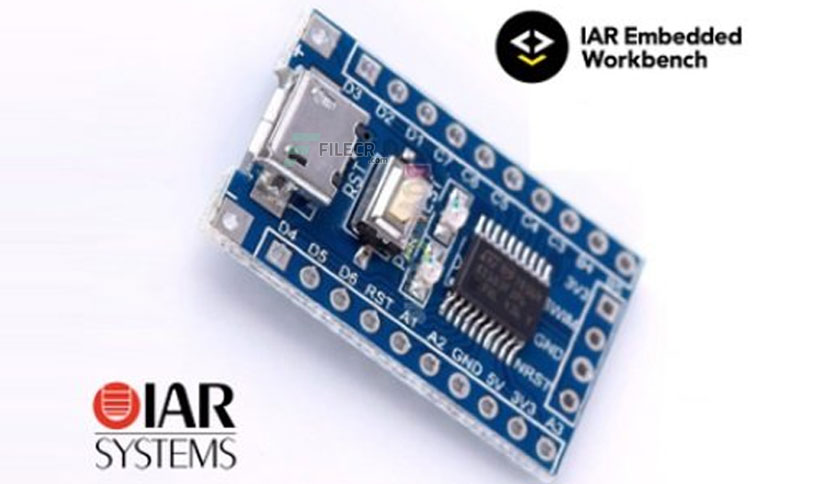 IAR Embedded
Workbench
D3
D2
D1
C7
C6
C5
C4
C3
B4
FILECR
.com
RST
D4
D5
D6
RST
A1
A2
GND
5V
3V3
A3
3V3
SWIM
GND
NRST
IAR
SYSTEMS